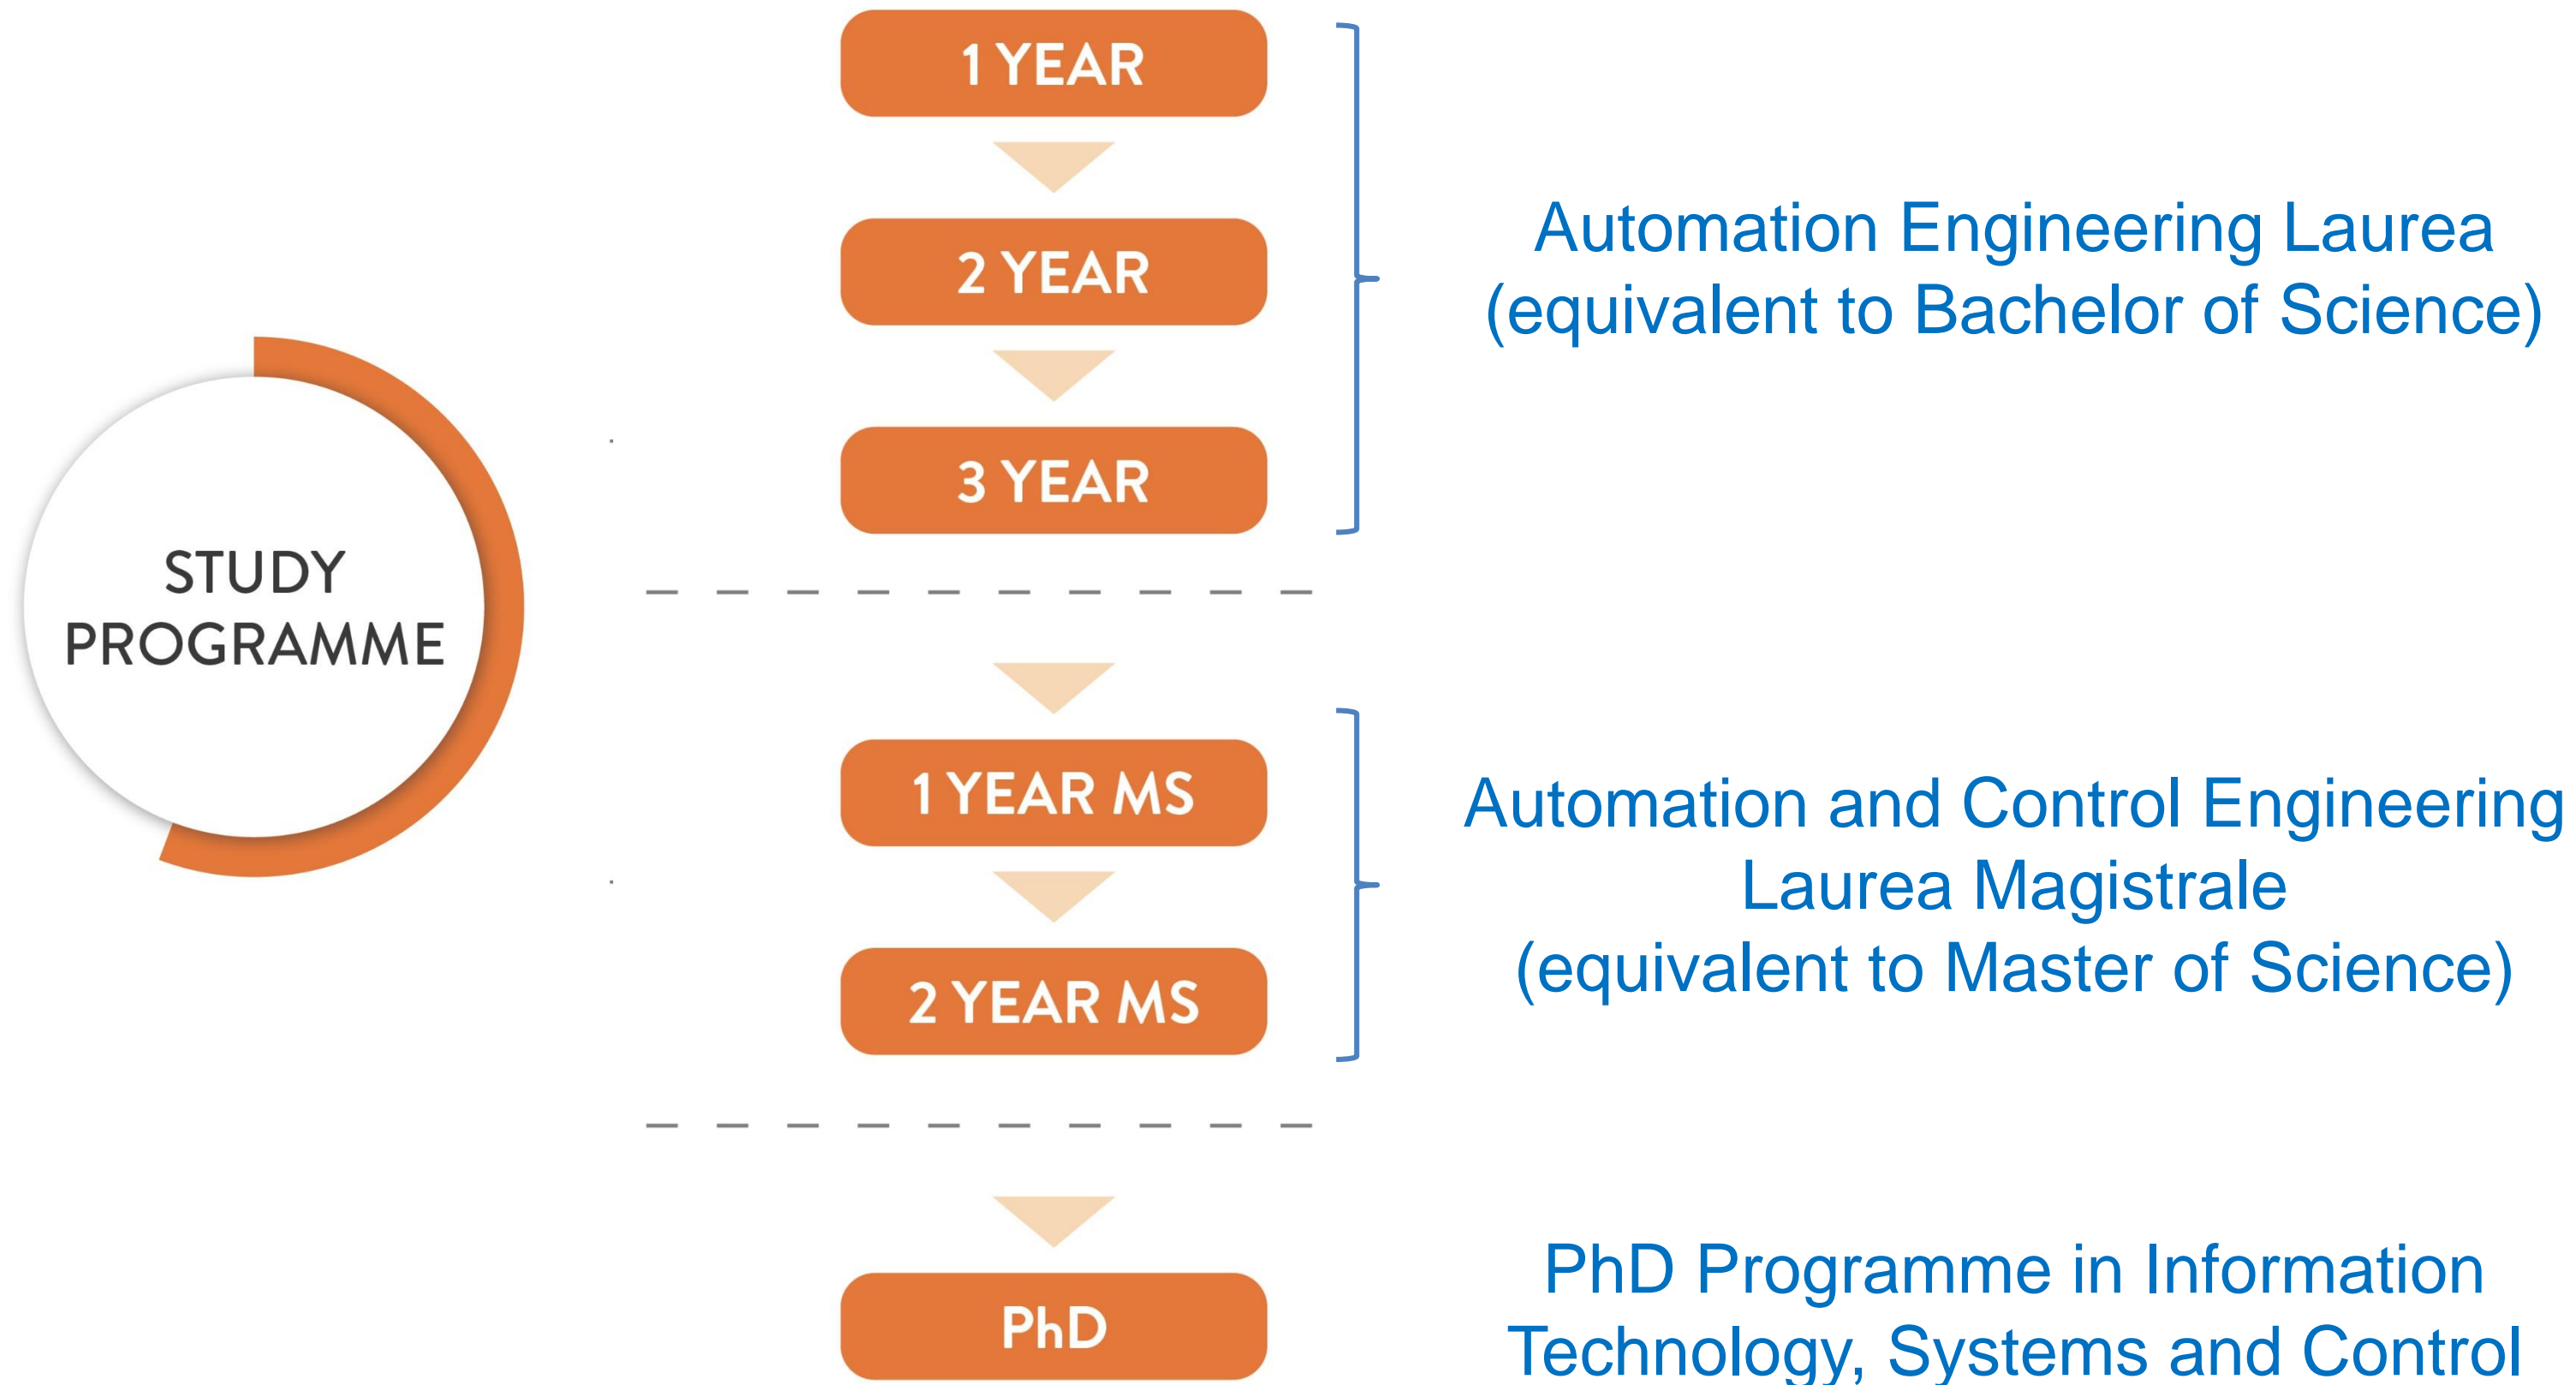 STUDY
PROGRAMME
1 YEAR
2 YEAR
3 YEAR
Automation Engineering Laurea
(equivalent to Bachelor of Science)
1 YEAR MS
2 YEAR MS
Automation and Control Engineering
Laurea Magistrale
(equivalent to Master of Science)
PhD
PhD Programme in Information
Technology, Systems and Control